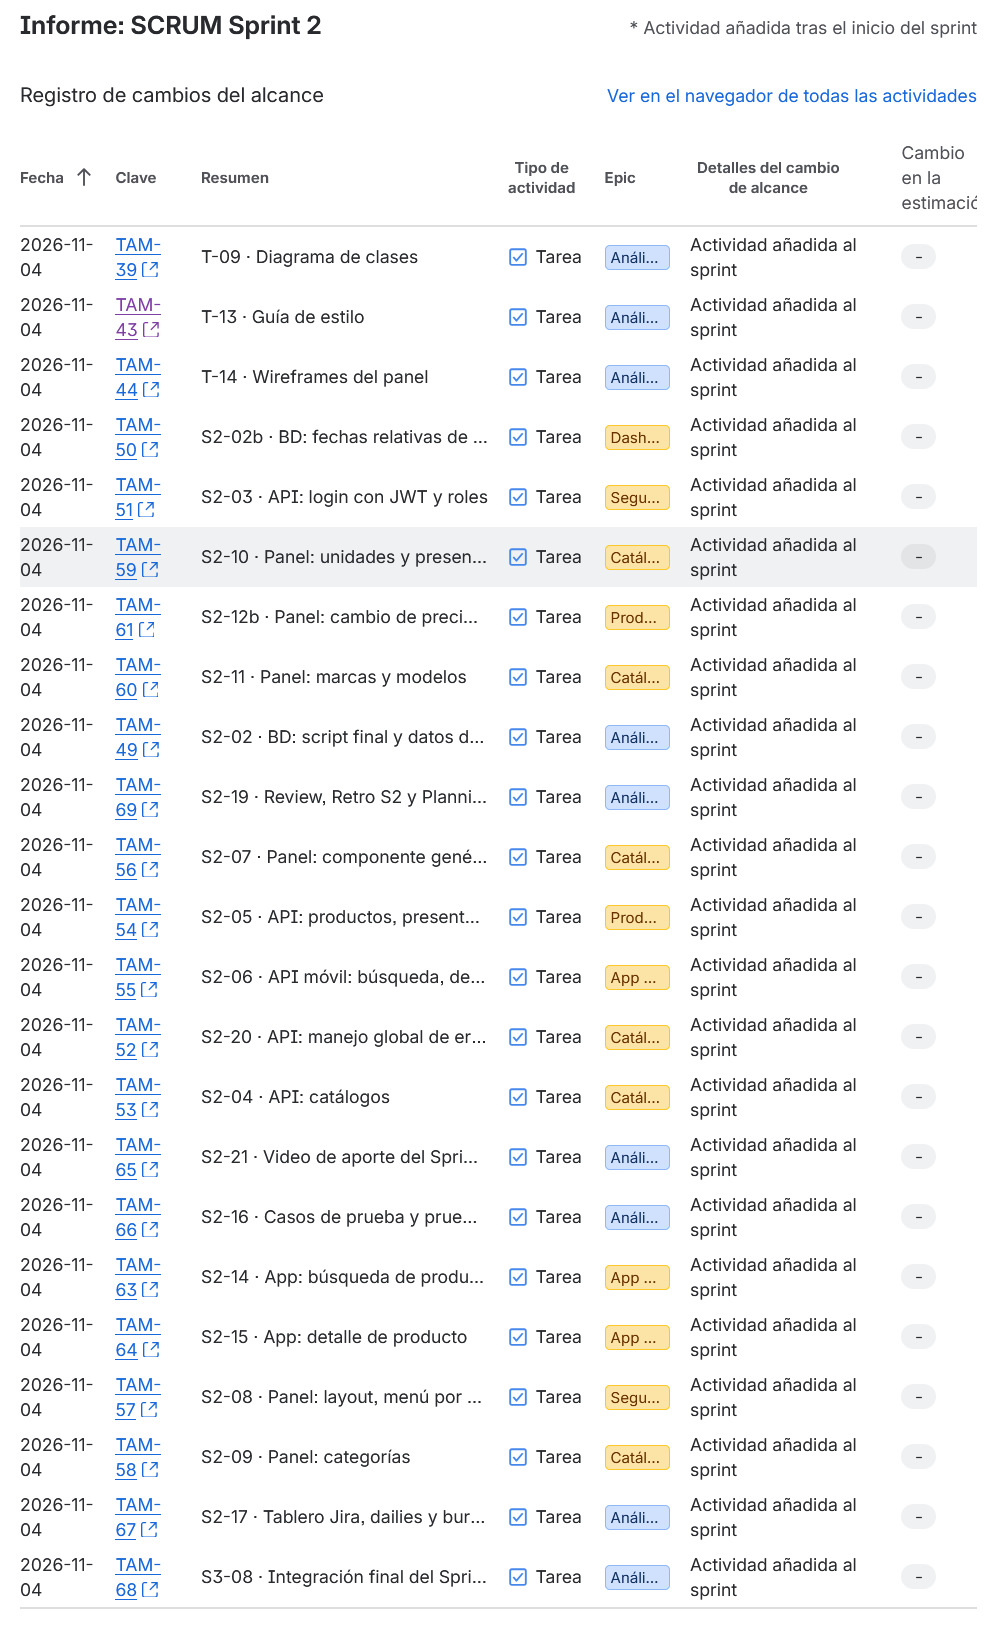 Informe: SCRUM Sprint 2
* Actividad añadida tras el inicio del sprint
Registro de cambios del alcance
Ver en el navegador de todas las actividades
Fecha ↑ Clave Resumen Tipo de actividad Epic Detalles del cambio de alcance Cambio en la estimació
2026-11-04 TAM-39 T-09 · Diagrama de clases Tarea Análi... Actividad añadida al sprint -
2026-11-04 TAM-43 T-13 · Guía de estilo Tarea Análi... Actividad añadida al sprint -
2026-11-04 TAM-44 T-14 · Wireframes del panel Tarea Análi... Actividad añadida al sprint -
2026-11-04 TAM-50 S2-02b · BD: fechas relativas de ... Tarea Dash... Actividad añadida al sprint -
2026-11-04 TAM-51 S2-03 · API: login con JWT y roles Tarea Segu... Actividad añadida al sprint -
2026-11-04 TAM-59 S2-10 · Panel: unidades y presen... Tarea Catál... Actividad añadida al sprint -
2026-11-04 TAM-61 S2-12b · Panel: cambio de preci... Tarea Prod... Actividad añadida al sprint -
2026-11-04 TAM-60 S2-11 · Panel: marcas y modelos Tarea Catál... Actividad añadida al sprint -
2026-11-04 TAM-49 S2-02 · BD: script final y datos d... Tarea Análi... Actividad añadida al sprint -
2026-11-04 TAM-69 S2-19 · Review, Retro S2 y Planni... Tarea Análi... Actividad añadida al sprint -
2026-11-04 TAM-56 S2-07 · Panel: componente gené... Tarea Catál... Actividad añadida al sprint -
2026-11-04 TAM-54 S2-05 · API: productos, present... Tarea Prod... Actividad añadida al sprint -
2026-11-04 TAM-55 S2-06 · API móvil: búsqueda, de... Tarea App ... Actividad añadida al sprint -
2026-11-04 TAM-52 S2-20 · API: manejo global de er... Tarea Catál... Actividad añadida al sprint -
2026-11-04 TAM-53 S2-04 · API: catálogos Tarea Catál... Actividad añadida al sprint -
2026-11-04 TAM-65 S2-21 · Video de aporte del Spri... Tarea Análi... Actividad añadida al sprint -
2026-11-04 TAM-66 S2-16 · Casos de prueba y prue... Tarea Análi... Actividad añadida al sprint -
2026-11-04 TAM-63 S2-14 · App: búsqueda de produ... Tarea App ... Actividad añadida al sprint -
2026-11-04 TAM-64 S2-15 · App: detalle de producto Tarea App ... Actividad añadida al sprint -
2026-11-04 TAM-57 S2-08 · Panel: layout, menú por ... Tarea Segu... Actividad añadida al sprint -
2026-11-04 TAM-58 S2-09 · Panel: categorías Tarea Catál... Actividad añadida al sprint -
2026-11-04 TAM-67 S2-17 · Tablero Jira, dailies y bur... Tarea Análi... Actividad añadida al sprint -
2026-11-04 TAM-68 S3-08 · Integración final del Spri... Tarea Análi... Actividad añadida al sprint -